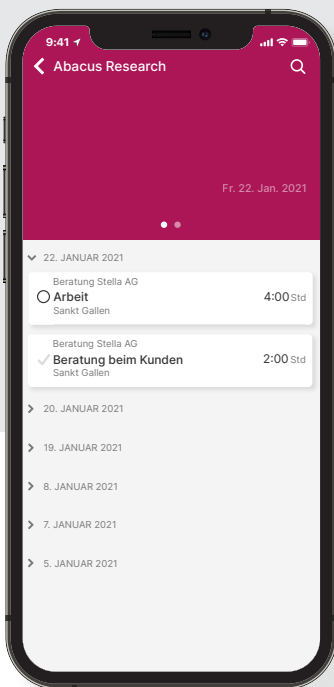 9:41
Abacus Research
Fr. 22. Jan. 2021
22. JANUAR 2021
Beratung Stella AG
Arbeit 4:00 Std
Sankt Gallen
Beratung Stella AG
Beratung beim Kunden 2:00 Std
Sankt Gallen
20. JANUAR 2021
19. JANUAR 2021
8. JANUAR 2021
7. JANUAR 2021
5. JANUAR 2021